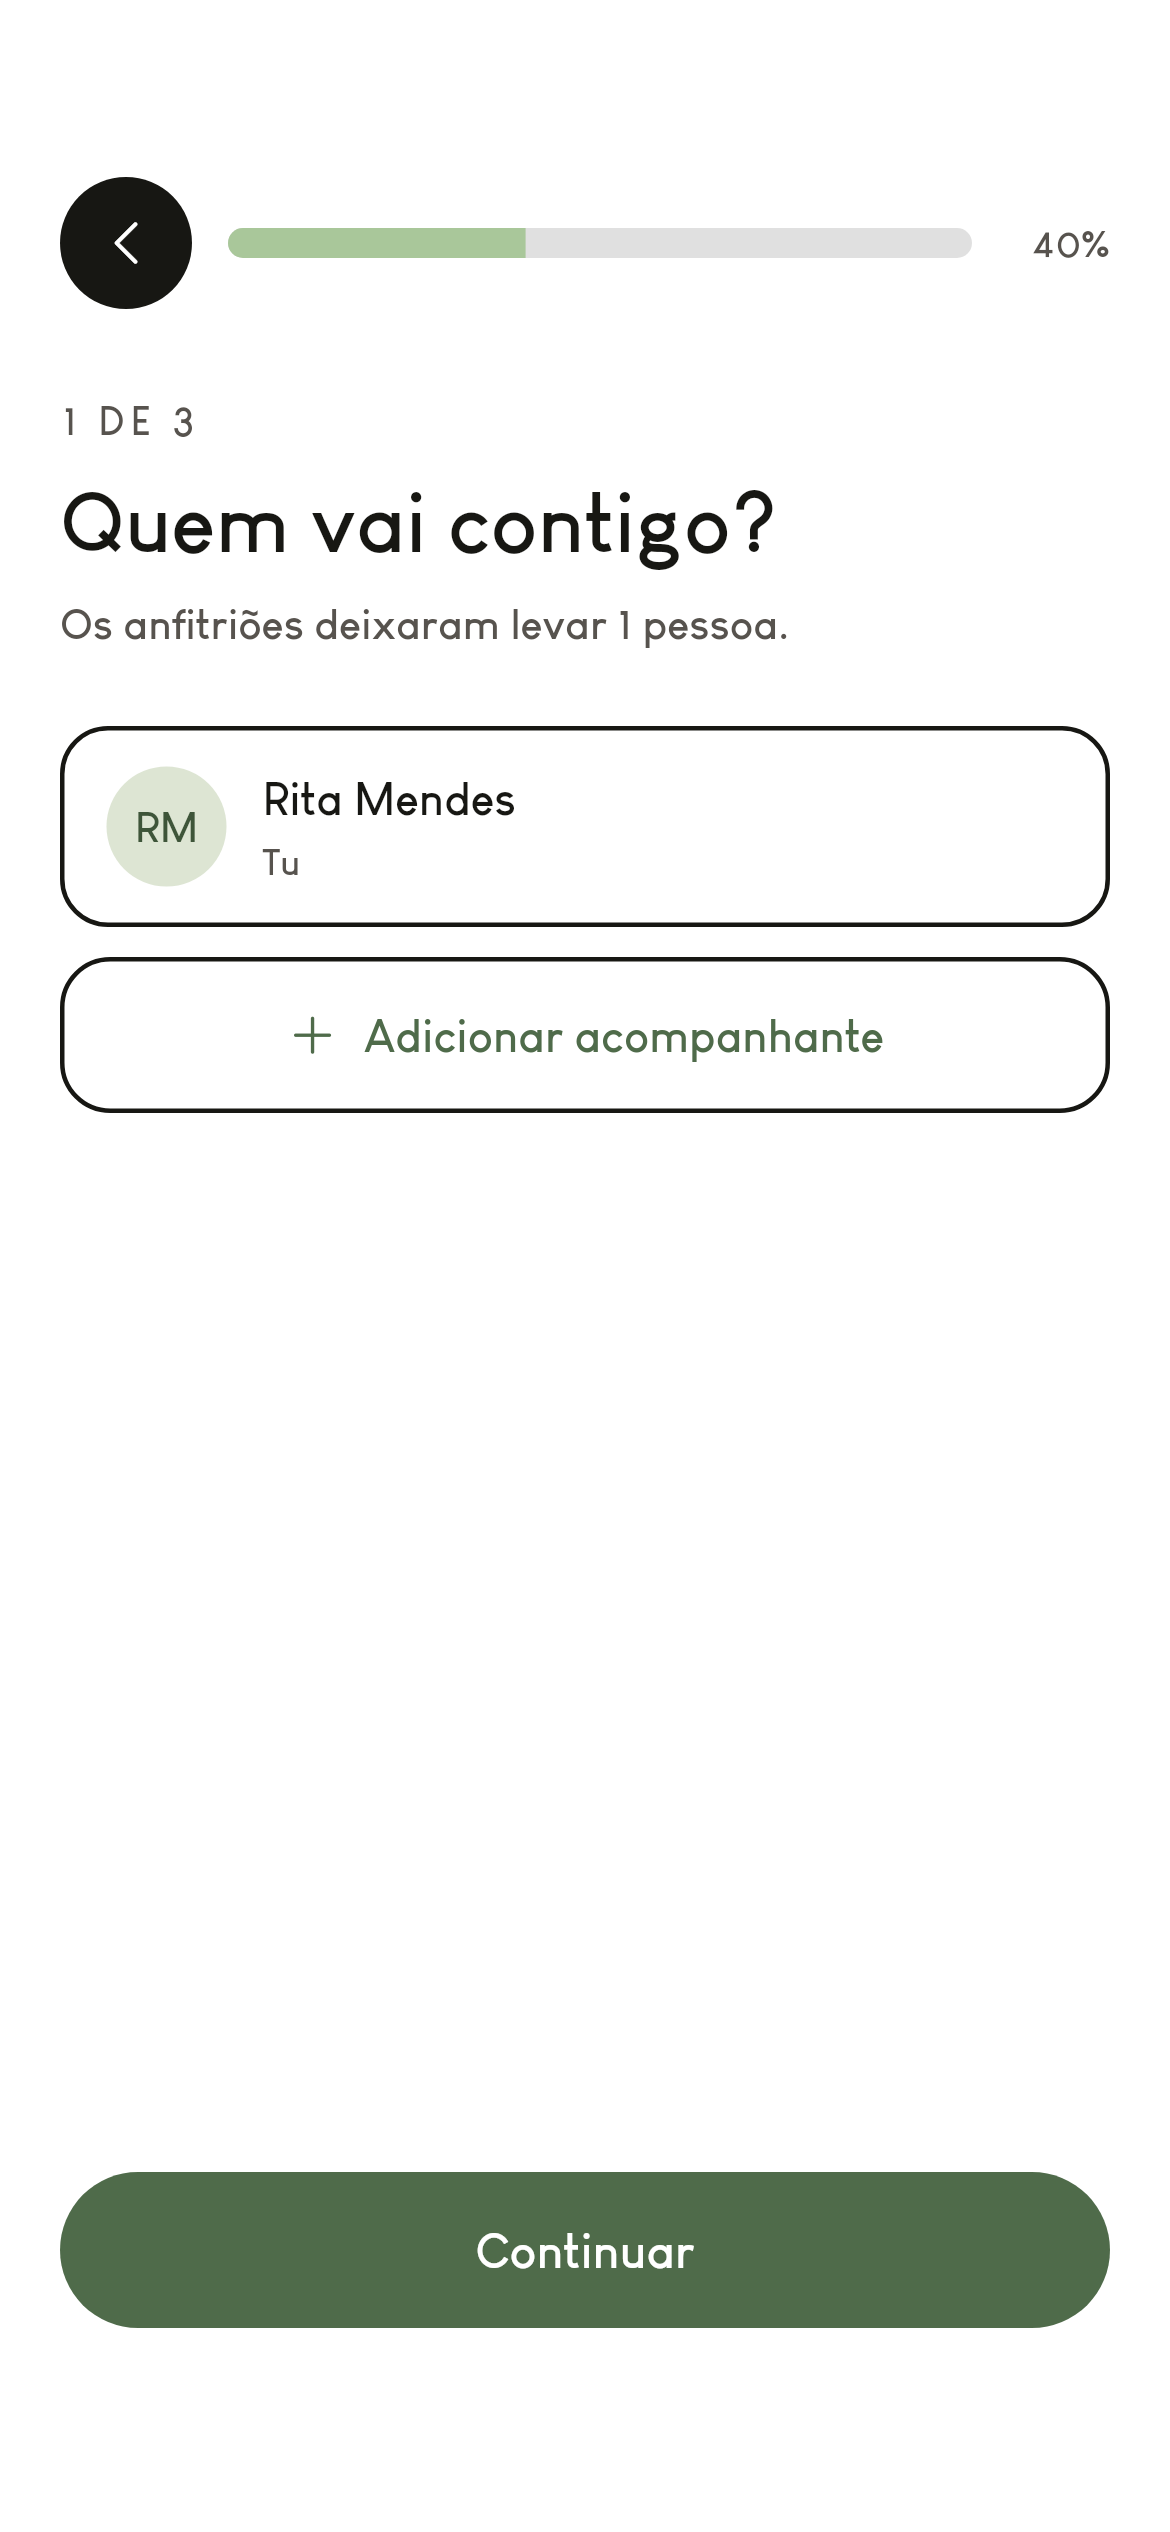 40%
1 DE 3
Quem vai contigo?
Os anfitriões deixaram levar 1 pessoa.
RM
Rita Mendes
Tu
Adicionar acompanhante
Continuar